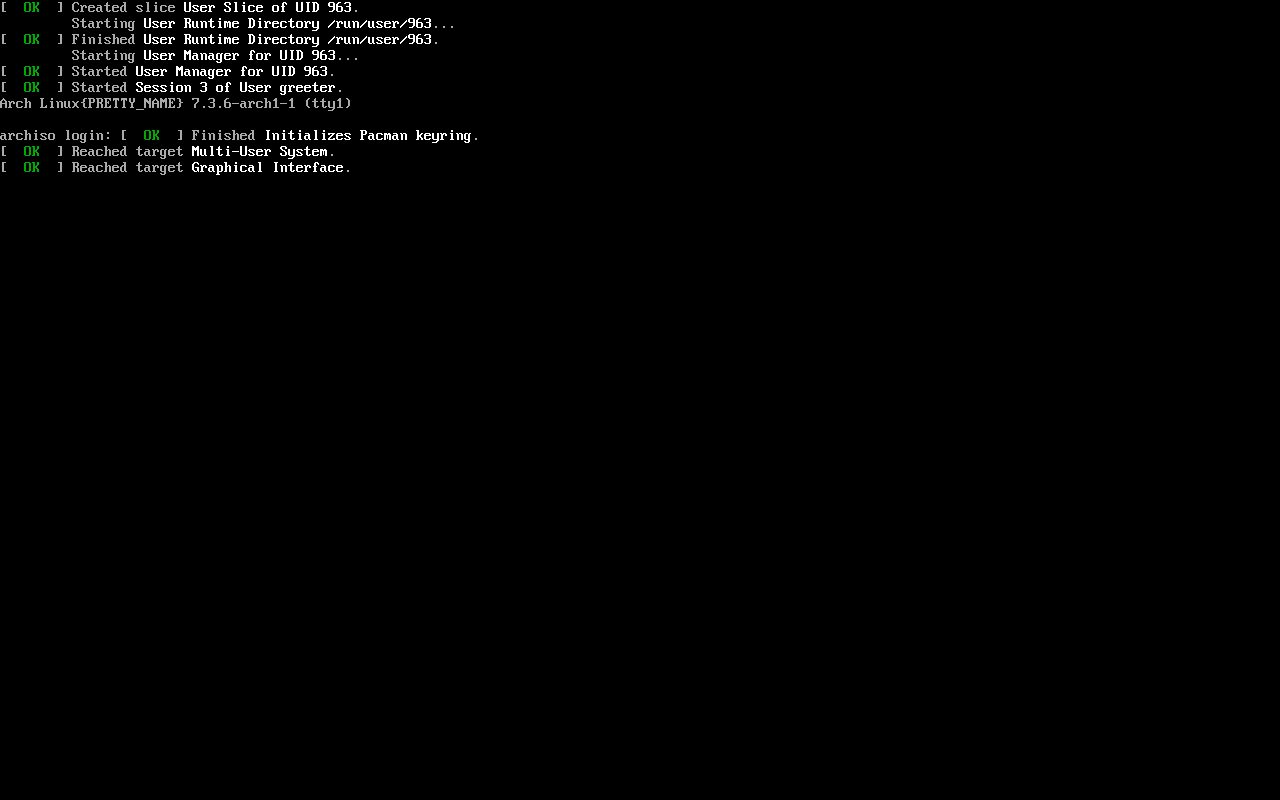 [  OK  ] Created slice User Slice of UID 963.
         Starting User Runtime Directory /run/user/963...
[  OK  ] Finished User Runtime Directory /run/user/963.
         Starting User Manager for UID 963...
[  OK  ] Started User Manager for UID 963.
[  OK  ] Started Session 3 of User greeter.
Arch Linux{PRETTY_NAME} 7.3.6-arch1-1 (tty1)
archiso login: [  OK  ] Finished Initializes Pacman keyring.
[  OK  ] Reached target Multi-User System.
[  OK  ] Reached target Graphical Interface.